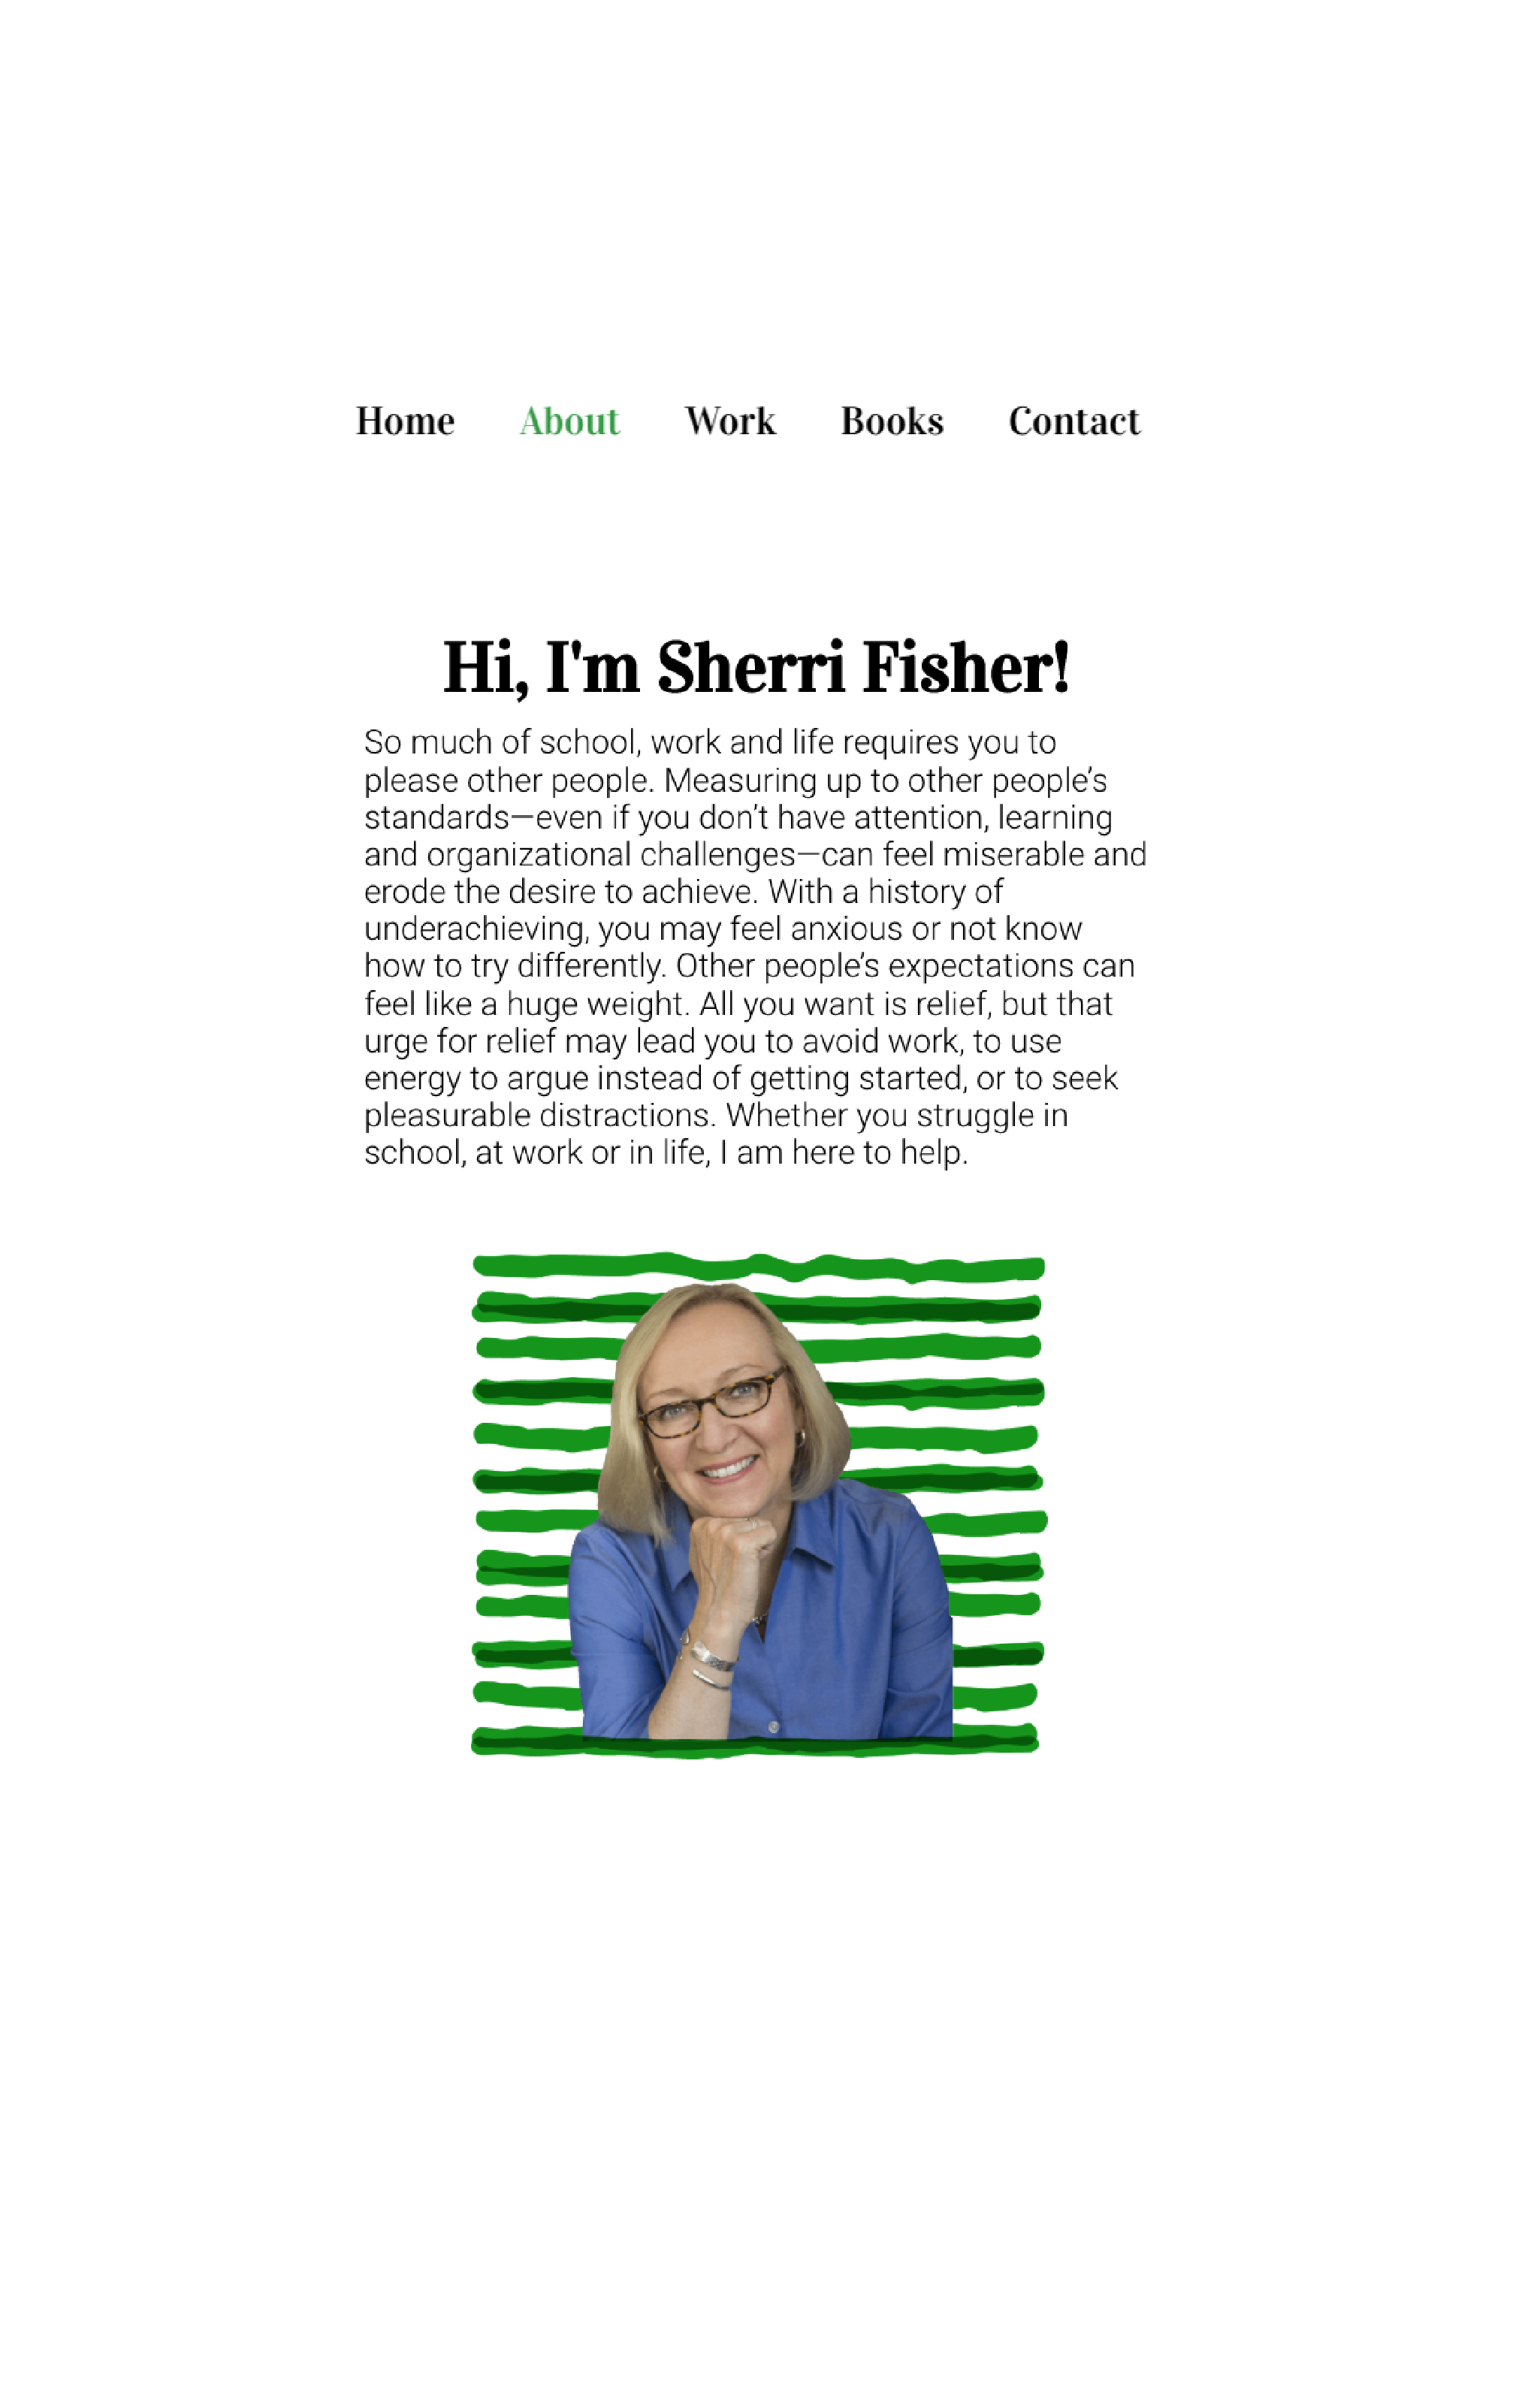 Home About Work Books Contact
Hi, I'm Sherri Fisher!
So much of school, work and life requires you to
please other people. Measuring up to other people’s
standards—even if you don’t have attention, learning
and organizational challenges—can feel miserable and
erode the desire to achieve. With a history of
underachieving, you may feel anxious or not know
how to try differently. Other people’s expectations can
feel like a huge weight. All you want is relief, but that
urge for relief may lead you to avoid work, to use
energy to argue instead of getting started, or to seek
pleasurable distractions. Whether you struggle in
school, at work or in life, I am here to help.